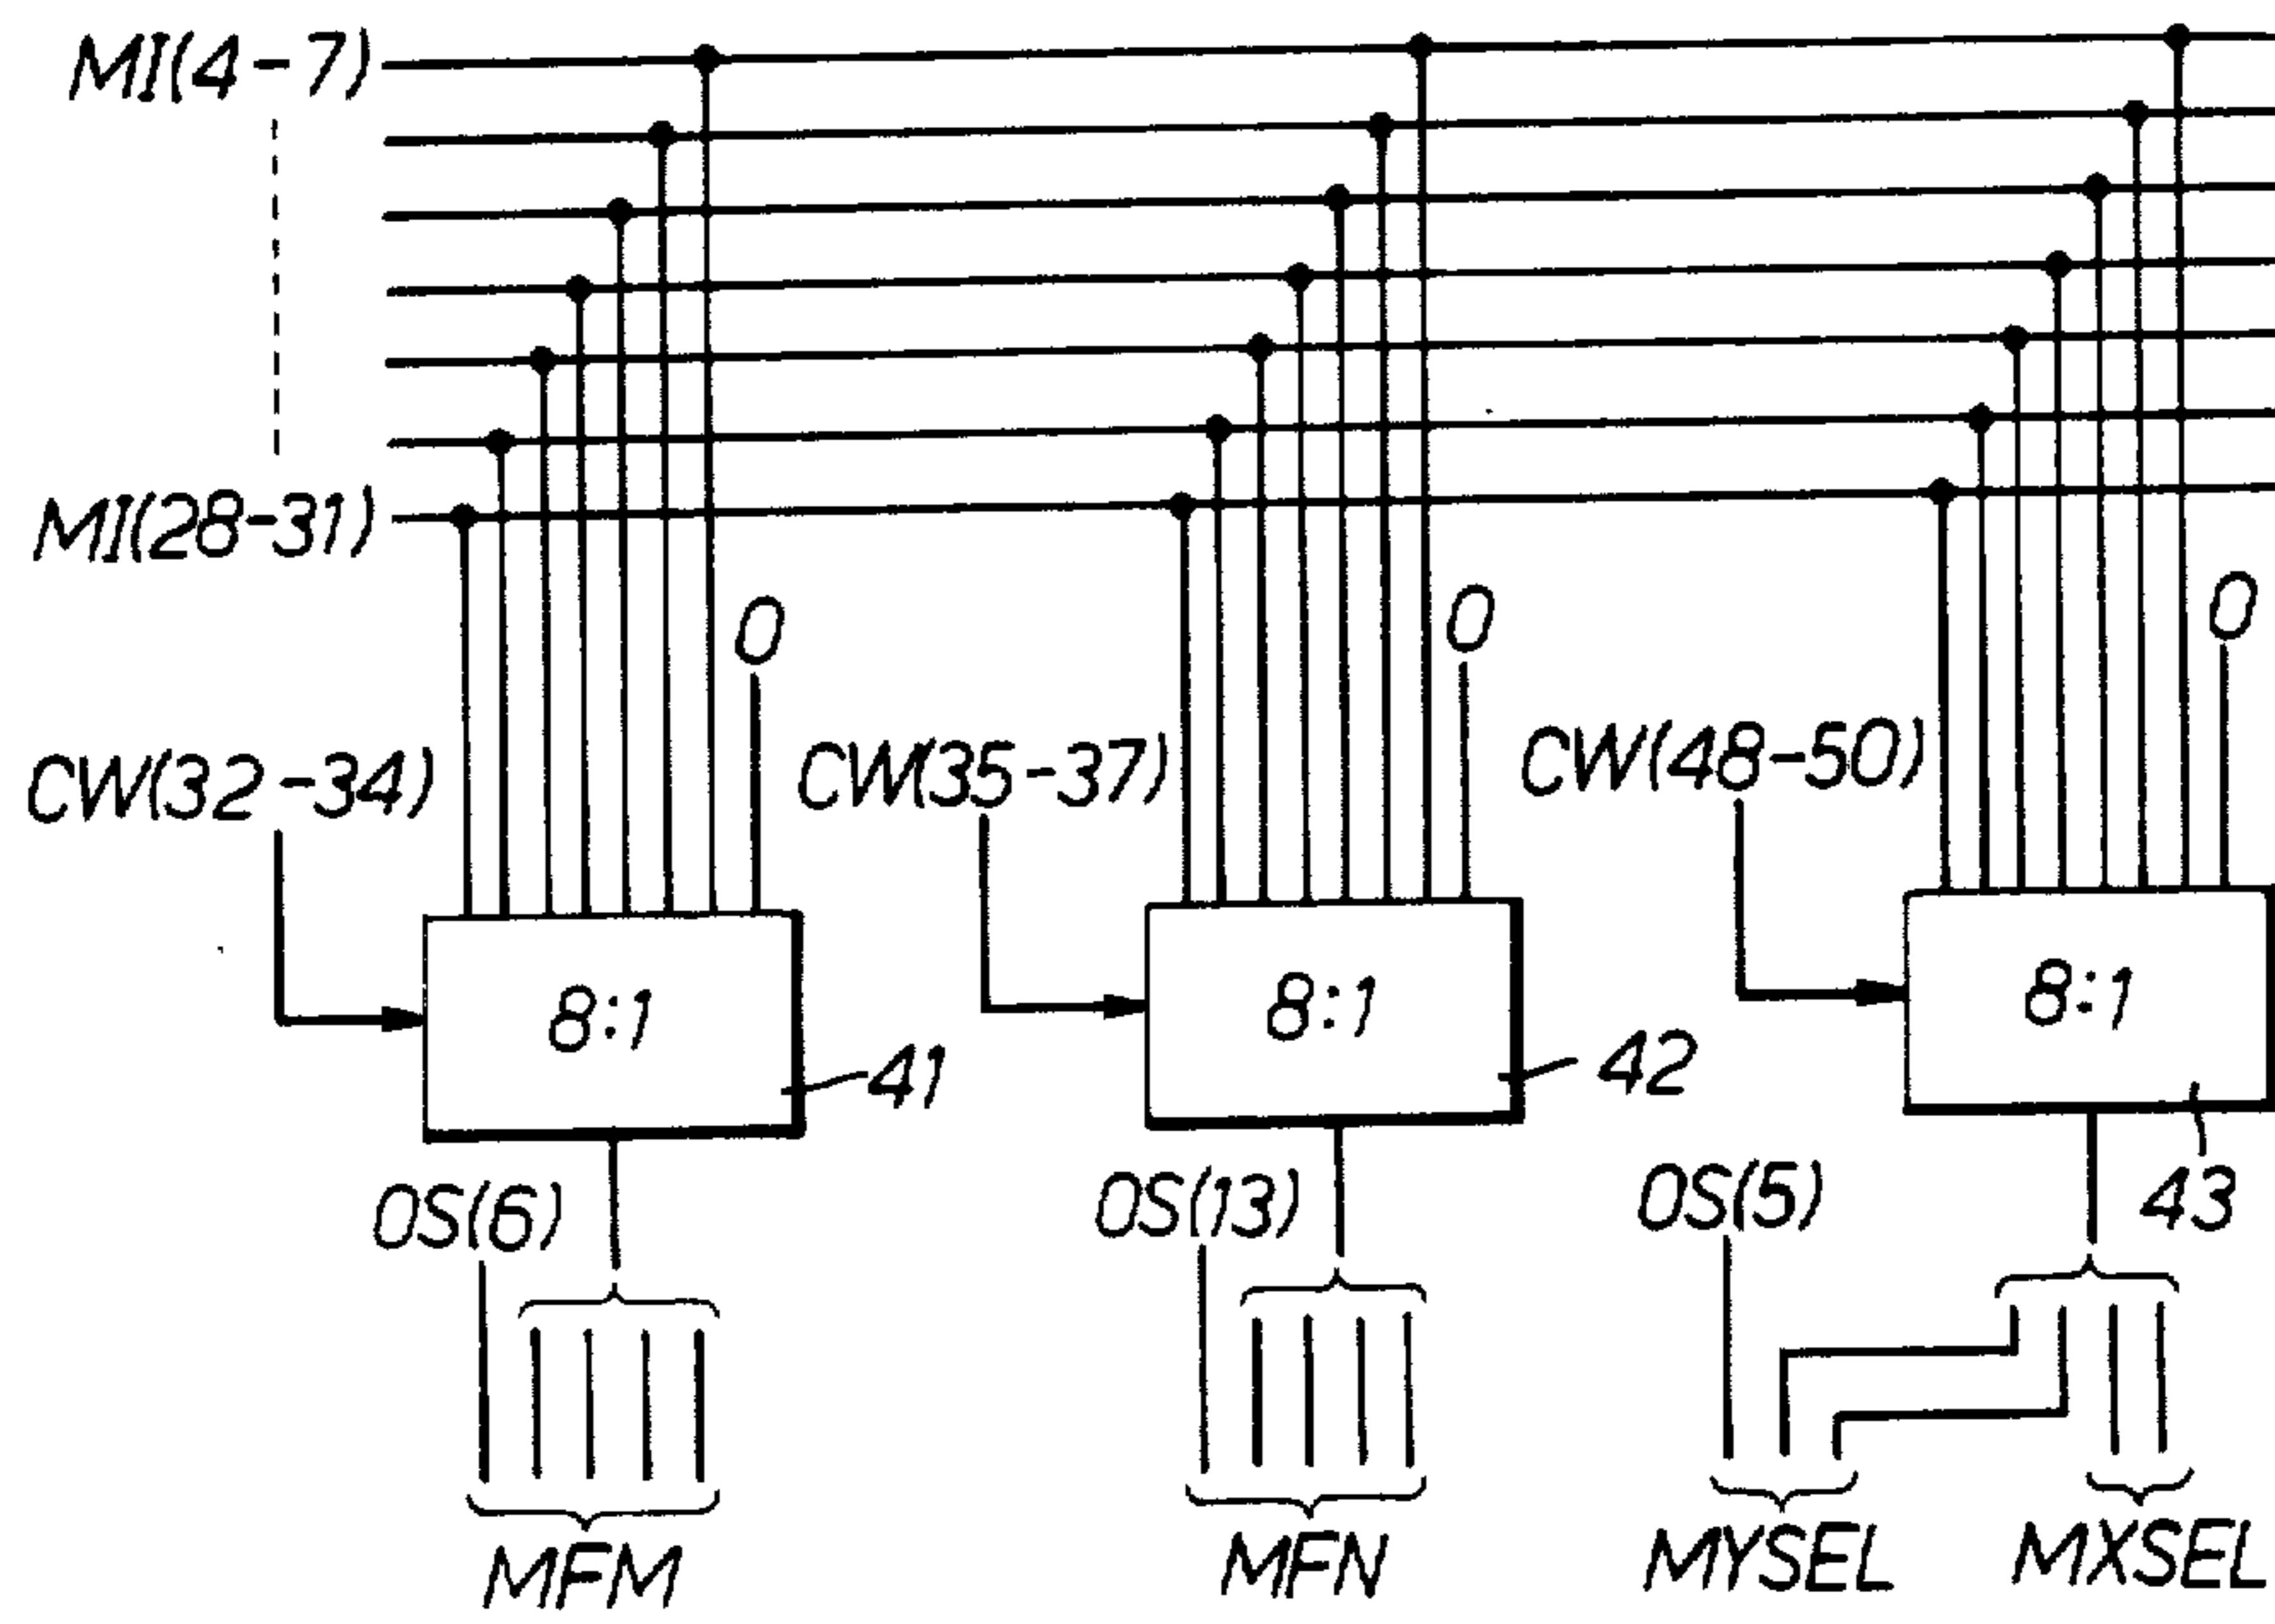 MI(4-7)
MI(28-31)
0
0
0
CW(32-34)
CW(35-37)
CW(48-50)
8:1
8:1
8:1
41
42
43
OS(6)
OS(13)
OS(5)
MFM
MFN
MYSEL
MXSEL